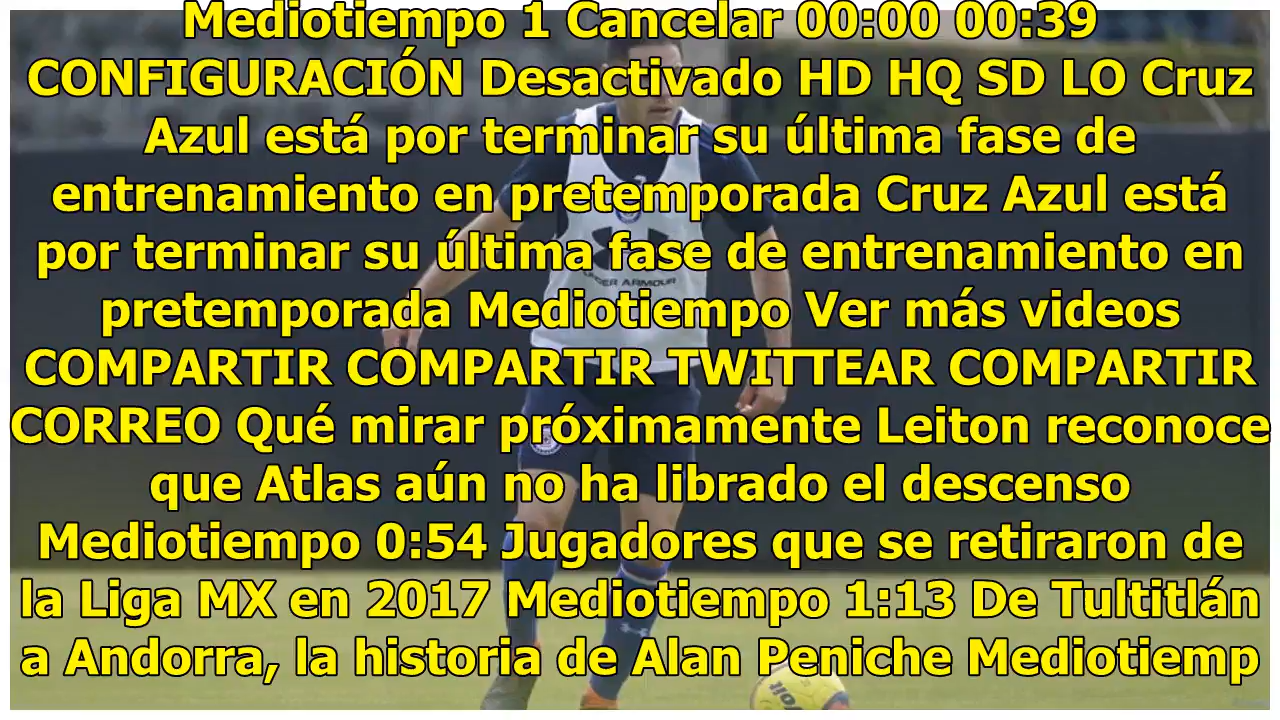 Mediotiempo 1 Cancelar 00:00 00:39
CONFIGURACIÓN Desactivado HD HQ SD LO Cruz
Azul está por terminar su última fase de
entrenamiento en pretemporada Cruz Azul está
por terminar su última fase de entrenamiento en
pretemporada Mediotiempo Ver más videos
COMPARTIR COMPARTIR TWITTEAR COMPARTIR
CORREO Qué mirar próximamente Leiton reconoce
que Atlas aún no ha librado el descenso
Mediotiempo 0:54 Jugadores que se retiraron de
la Liga MX en 2017 Mediotiempo 1:13 De Tultitlán
a Andorra, la historia de Alan Peniche Mediotiemp
UNDER ARMOUR